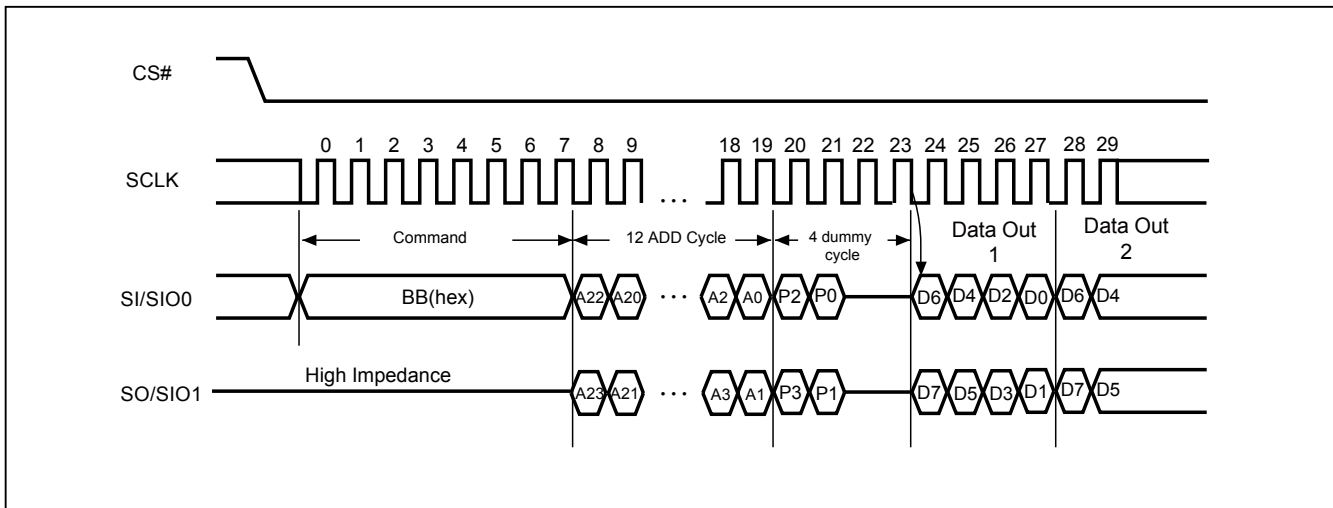 CS#
0 1 2 3 4 5 6 7 8 9 18 19 20 21 22 23 24 25 26 27 28 29
SCLK
...
Command
12 ADD Cycle
4 dummy
cycle
Data Out
1
Data Out
2
SI/SIO0
BB(hex)
A22 A20 ... A2 A0 P2 P0 D6 D4 D2 D0 D6 D4
High Impedance
SO/SIO1
A23 A21 ... A3 A1 P3 P1 D7 D5 D3 D1 D7 D5